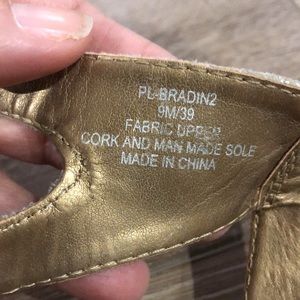 PL-BRADIN2
9M/39
FABRIC UPPER
CORK AND MAN MADE SOLE
MADE IN CHINA